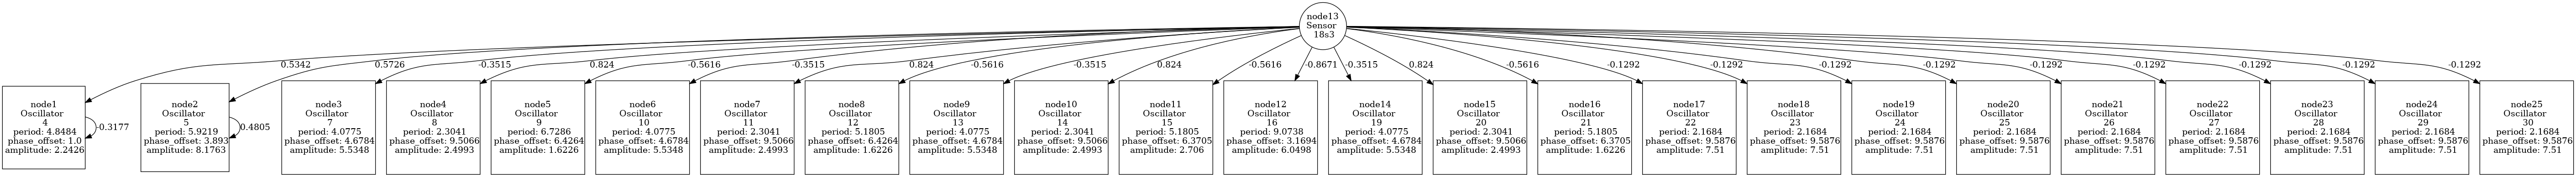 node13
Sensor
18s3
0.5342
0.5726
-0.3515
0.824
-0.5616
-0.3515
0.824
-0.5616
-0.3515
0.824
-0.5616
-0.8671
-0.3515
0.824
-0.5616
-0.1292
-0.1292
-0.1292
-0.1292
-0.1292
-0.1292
-0.1292
-0.1292
-0.1292
node1
Oscillator
4
period: 4.8484
phase_offset: 1.0
amplitude: 2.2426
-0.3177
node2
Oscillator
5
period: 5.9219
phase_offset: 3.893
amplitude: 8.1763
0.4805
node3
Oscillator
7
period: 4.0775
phase_offset: 4.6784
amplitude: 5.5348
node4
Oscillator
8
period: 2.3041
phase_offset: 9.5066
amplitude: 2.4993
node5
Oscillator
9
period: 6.7286
phase_offset: 6.4264
amplitude: 1.6226
node6
Oscillator
10
period: 4.0775
phase_offset: 4.6784
amplitude: 5.5348
node7
Oscillator
11
period: 2.3041
phase_offset: 9.5066
amplitude: 2.4993
node8
Oscillator
12
period: 5.1805
phase_offset: 6.4264
amplitude: 1.6226
node9
Oscillator
13
period: 4.0775
phase_offset: 4.6784
amplitude: 5.5348
node10
Oscillator
14
period: 2.3041
phase_offset: 9.5066
amplitude: 2.4993
node11
Oscillator
15
period: 5.1805
phase_offset: 6.3705
amplitude: 2.706
node12
Oscillator
16
period: 9.0738
phase_offset: 3.1694
amplitude: 6.0498
node14
Oscillator
19
period: 4.0775
phase_offset: 4.6784
amplitude: 5.5348
node15
Oscillator
20
period: 2.3041
phase_offset: 9.5066
amplitude: 2.4993
node16
Oscillator
21
period: 5.1805
phase_offset: 6.3705
amplitude: 1.6226
node17
Oscillator
22
period: 2.1684
phase_offset: 9.5876
amplitude: 7.51
node18
Oscillator
23
period: 2.1684
phase_offset: 9.5876
amplitude: 7.51
node19
Oscillator
24
period: 2.1684
phase_offset: 9.5876
amplitude: 7.51
node20
Oscillator
25
period: 2.1684
phase_offset: 9.5876
amplitude: 7.51
node21
Oscillator
26
period: 2.1684
phase_offset: 9.5876
amplitude: 7.51
node22
Oscillator
27
period: 2.1684
phase_offset: 9.5876
amplitude: 7.51
node23
Oscillator
28
period: 2.1684
phase_offset: 9.5876
amplitude: 7.51
node24
Oscillator
29
period: 2.1684
phase_offset: 9.5876
amplitude: 7.51
node25
Oscillator
30
period: 2.1684
phase_offset: 9.5876
amplitude: 7.51